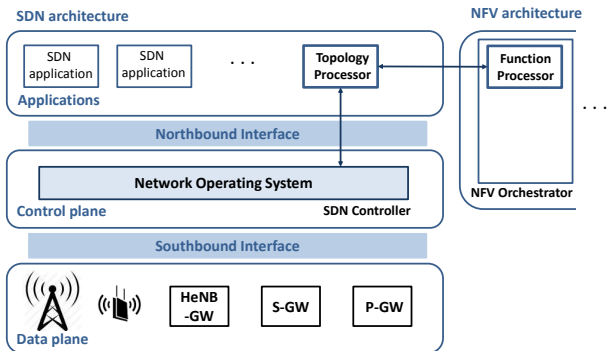 SDN architecture
NFV architecture
SDN
application
SDN
application
. . .
Topology
Processor
Function
Processor
. . .
Applications
Northbound Interface
Network Operating System
NFV Orchestrator
Control plane
SDN Controller
Southbound Interface
HeNB
-GW
S-GW
P-GW
Data plane